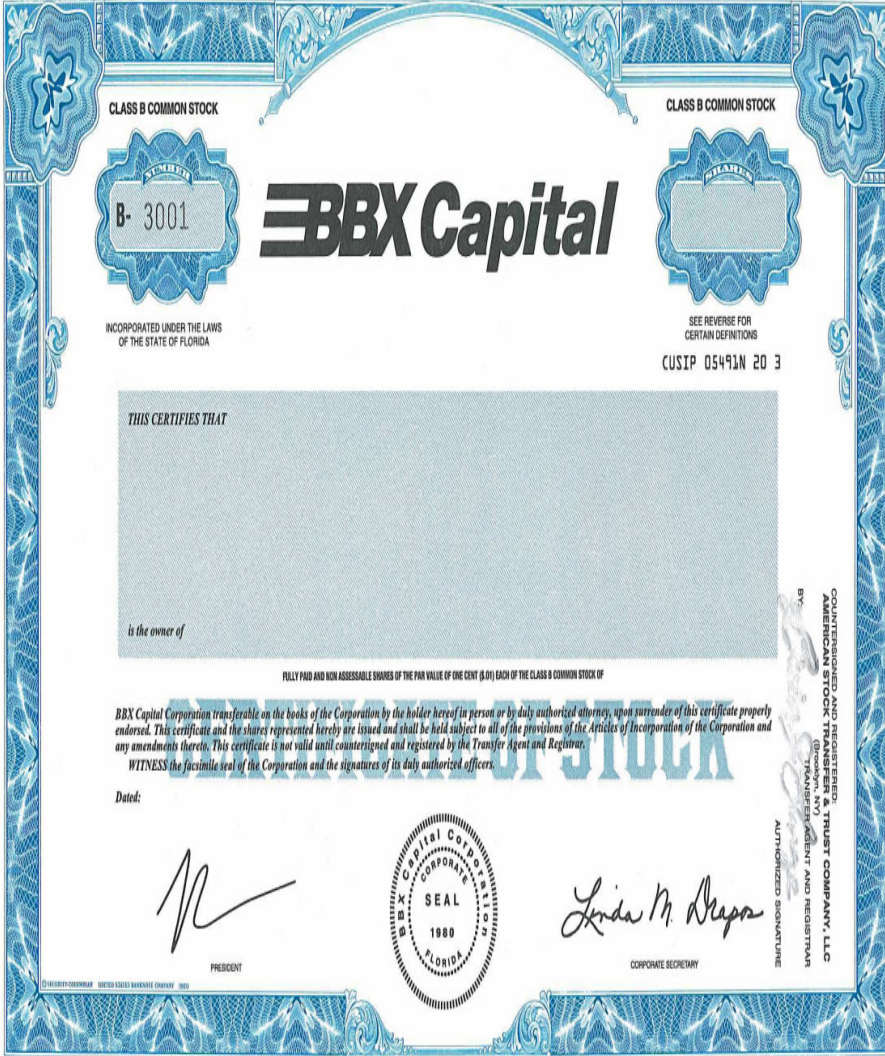 CLASS B COMMON STOCK
CLASS B COMMON STOCK
NUMBER
SHARES
B- 3001
BBX Capital
INCORPORATED UNDER THE LAWS
OF THE STATE OF FLORIDA
SEE REVERSE FOR
CERTAIN DEFINITIONS
CUSIP 05491N 20 3
THIS CERTIFIES THAT
is the owner of
FULLY PAID AND NON ASSESSABLE SHARES OF THE PAR VALUE OF ONE CENT ($.01) EACH OF THE CLASS B COMMON STOCK OF
CERTIFICATE OF STOCK
BBX Capital Corporation transferable on the books of the Corporation by the holder hereof in person or by duly authorized attorney, upon surrender of this certificate properly
endorsed. This certificate and the shares represented hereby are issued and shall be held subject to all of the provisions of the Articles of Incorporation of the Corporation and
any amendments thereto. This certificate is not valid until countersigned and registered by the Transfer Agent and Registrar.
WITNESS the facsimile seal of the Corporation and the signatures of its duly authorized officers.
Dated:
COUNTERSIGNED AND REGISTERED:
AMERICAN STOCK TRANSFER & TRUST COMPANY, LLC
(Brooklyn, NY)
TRANSFER AGENT AND REGISTRAR
BY:
AUTHORIZED SIGNATURE
BBX Capital Corporation
CORPORATE
SEAL
1980
FLORIDA
Linda M. Drapos
PRESIDENT
CORPORATE SECRETARY
© SECURITY-COLUMBIAN UNITED STATES BANKNOTE COMPANY